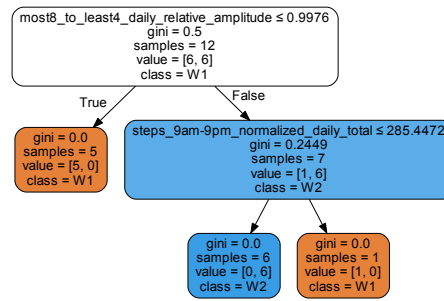 most8_to_least4_daily_relative_amplitude ≤ 0.9976
gini = 0.5
samples = 12
value = [6, 6]
class = W1
True
False
gini = 0.0
samples = 5
value = [5, 0]
class = W1
steps_9am-9pm_normalized_daily_total ≤ 285.4472
gini = 0.2449
samples = 7
value = [1, 6]
class = W2
gini = 0.0
samples = 6
value = [0, 6]
class = W2
gini = 0.0
samples = 1
value = [1, 0]
class = W1